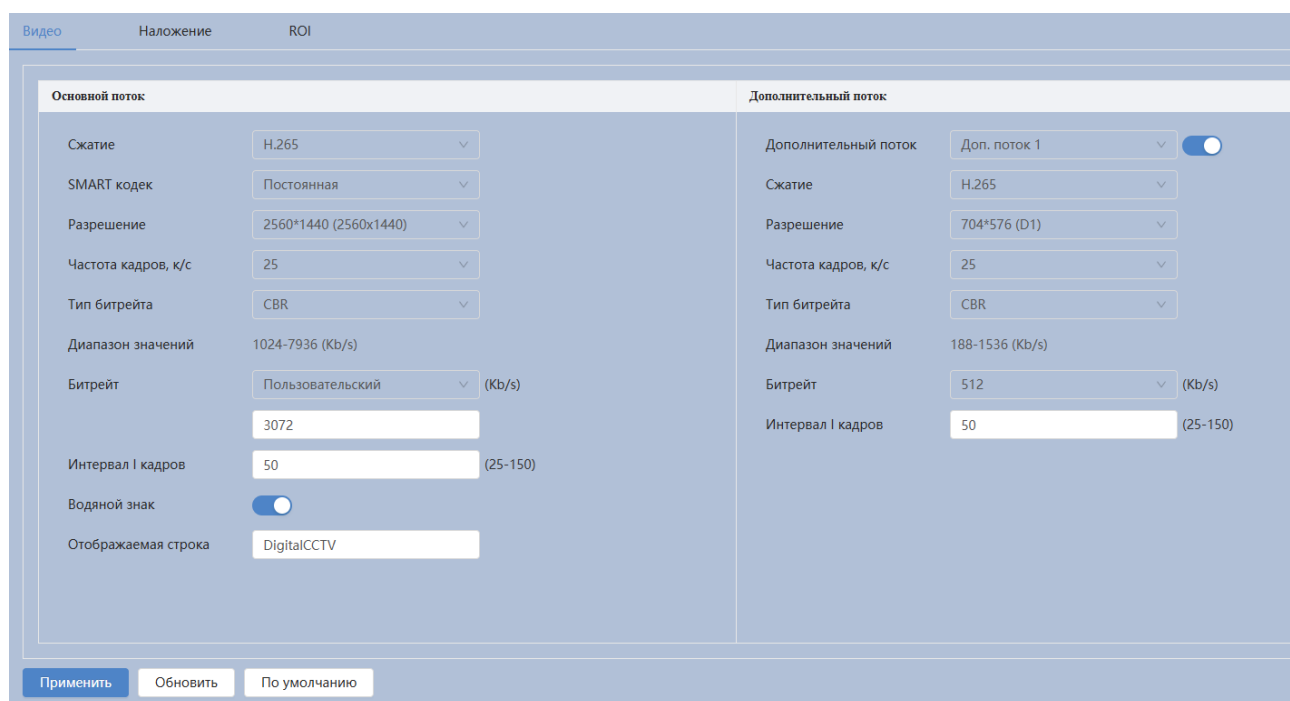 Видео Наложение ROI
Основной поток
Сжатие H.265
SMART кодек Постоянная
Разрешение 2560*1440 (2560x1440)
Частота кадров, к/с 25
Тип битрейта CBR
Диапазон значений 1024-7936 (Kb/s)
Битрейт Пользовательский (Kb/s)
3072
Интервал I кадров 50 (25-150)
Водяной знак
Отображаемая строка DigitalCCTV
Дополнительный поток
Дополнительный поток Доп. поток 1
Сжатие H.265
Разрешение 704*576 (D1)
Частота кадров, к/с 25
Тип битрейта CBR
Диапазон значений 188-1536 (Kb/s)
Битрейт 512 (Kb/s)
Интервал I кадров 50 (25-150)
Применить Обновить По умолчанию